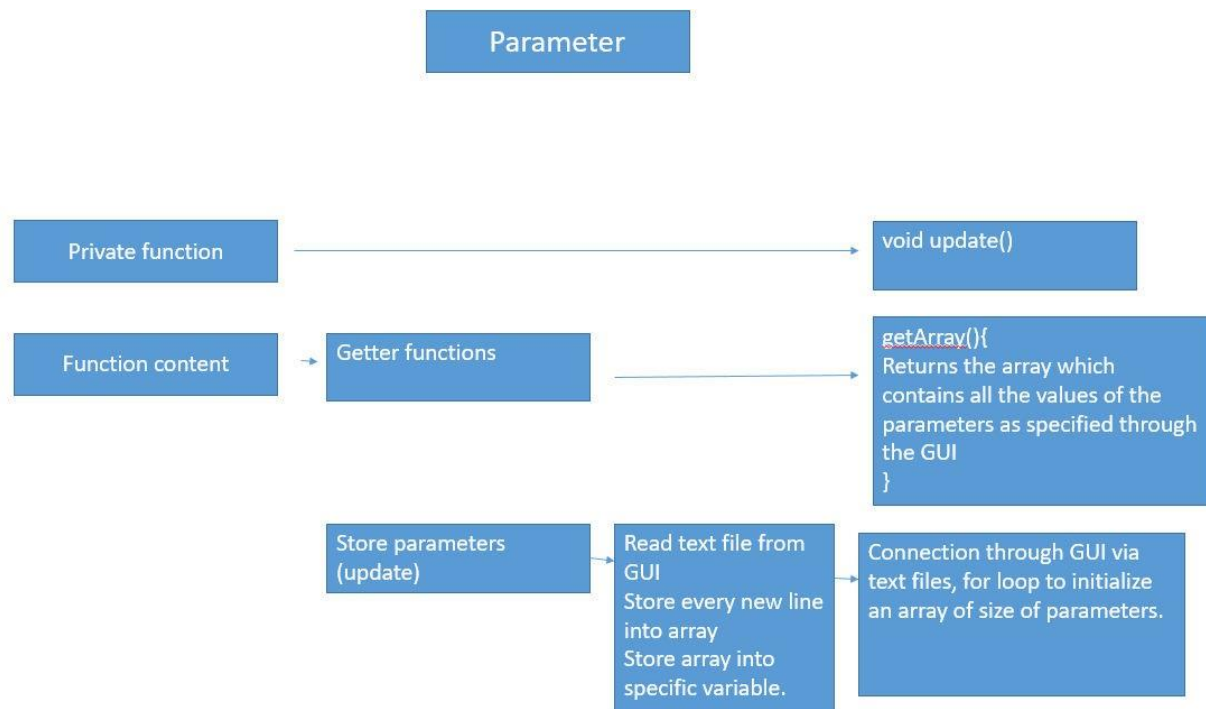 Parameter
Private function
void update()
Function content
Getter functions
getArray(){
Returns the array which
contains all the values of the
parameters as specified through
the GUI
}
Store parameters
(update)
Read text file from
GUI
Store every new line
into array
Store array into
specific variable.
Connection through GUI via
text files, for loop to initialize
an array of size of parameters.